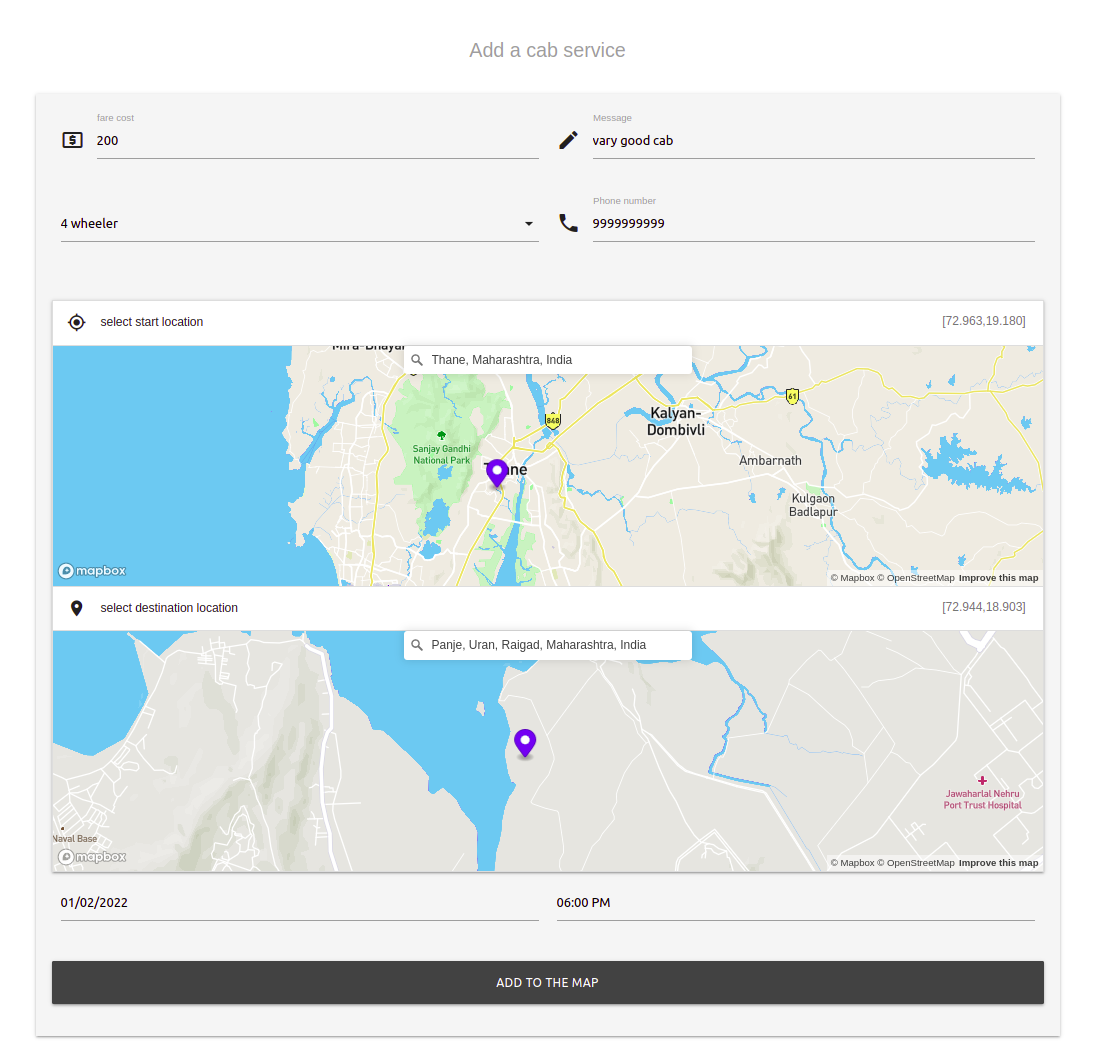 Add a cab service
fare cost
200
Message
vary good cab
4 wheeler
Phone number
9999999999
select start location
[72.963,19.180]
Thane, Maharashtra, India
61
848
Kalyan-
Dombivli
Sanjay Gandhi
National Park
Ambarnath
Kulgaon
Badlapur
mapbox
© Mapbox © OpenStreetMap Improve this map
select destination location
[72.944,18.903]
Panje, Uran, Raigad, Maharashtra, India
Jawaharlal Nehru
Port Trust Hospital
Naval Base
mapbox
© Mapbox © OpenStreetMap Improve this map
01/02/2022
06:00 PM
ADD TO THE MAP